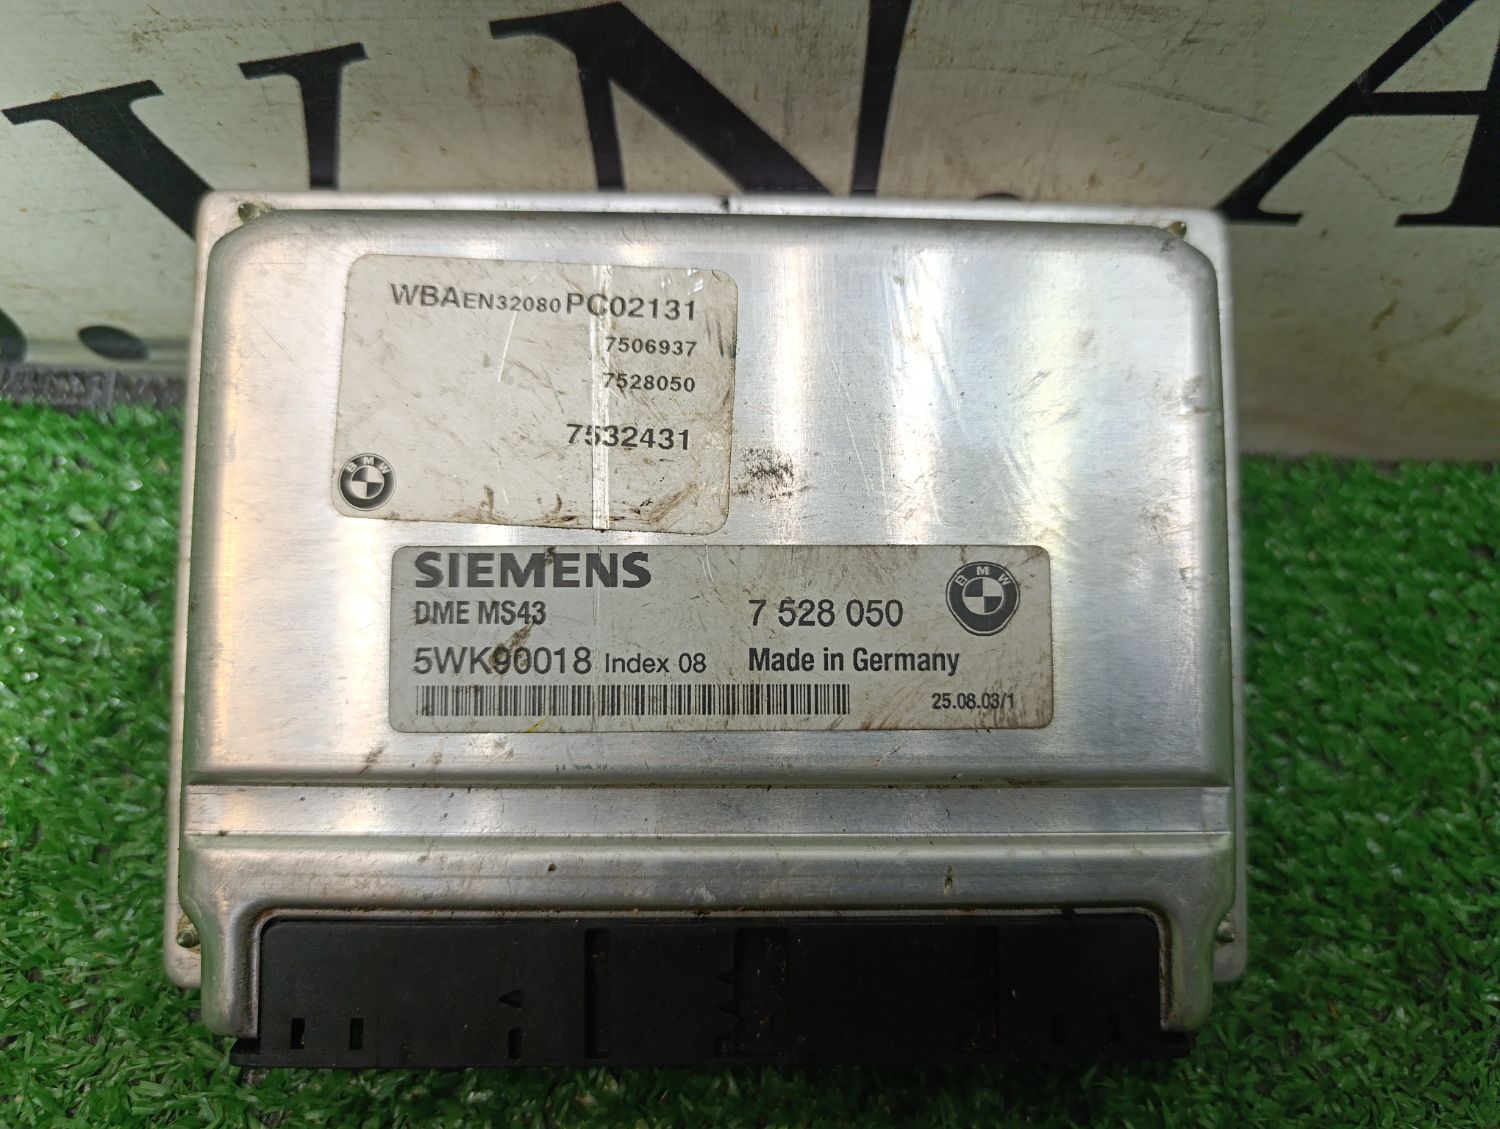 WBAEN32080PC02131
7506937
7528050
7532431
BMW
SIEMENS
DME MS43 7 528 050
BMW
5WK90018 Index 08 Made in Germany
25.08.03/1